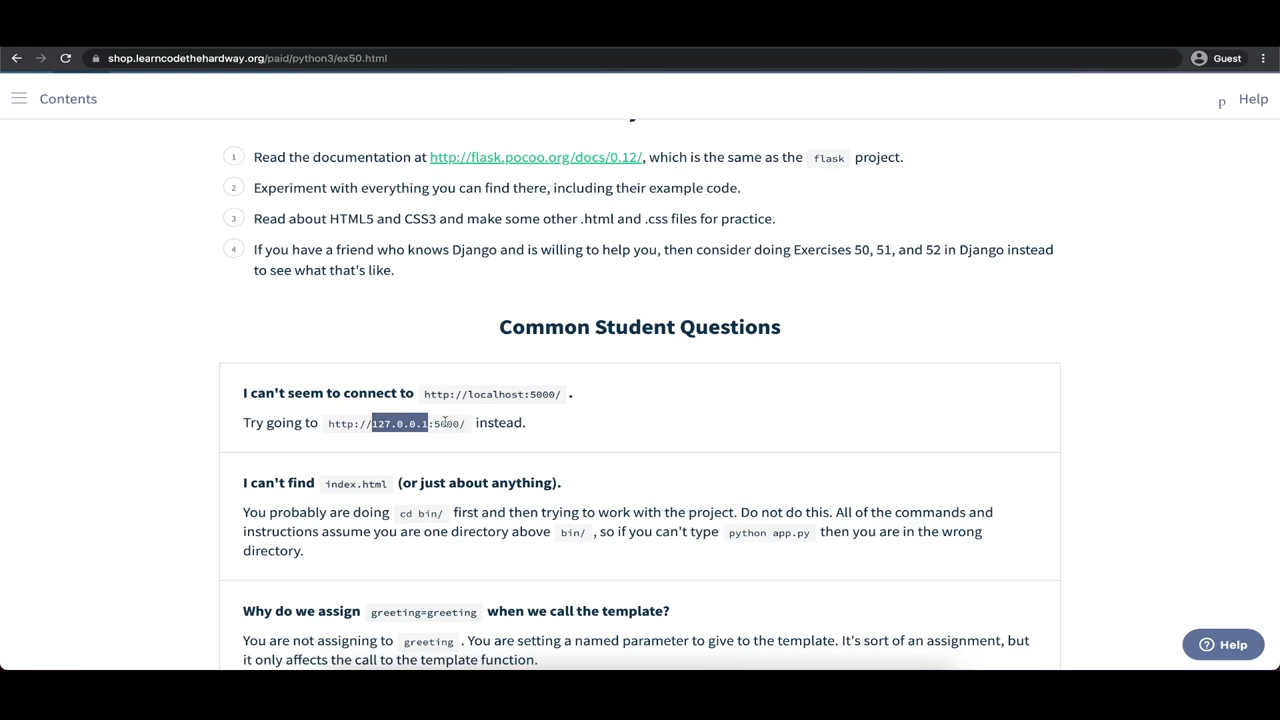 shop.learncodethehardway.org/paid/python3/ex50.html
Guest
Contents
p
Help
1 Read the documentation at http://flask.pocoo.org/docs/0.12/, which is the same as the flask project.
2 Experiment with everything you can find there, including their example code.
3 Read about HTML5 and CSS3 and make some other .html and .css files for practice.
4 If you have a friend who knows Django and is willing to help you, then consider doing Exercises 50, 51, and 52 in Django instead
to see what that's like.
Common Student Questions
I can't seem to connect to http://localhost:5000/ .
Try going to http://127.0.0.1:5000/ instead.
I can't find index.html (or just about anything).
You probably are doing cd bin/ first and then trying to work with the project. Do not do this. All of the commands and
instructions assume you are one directory above bin/ , so if you can't type python app.py then you are in the wrong
directory.
Why do we assign greeting=greeting when we call the template?
You are not assigning to greeting . You are setting a named parameter to give to the template. It's sort of an assignment, but
it only affects the call to the template function.
Help